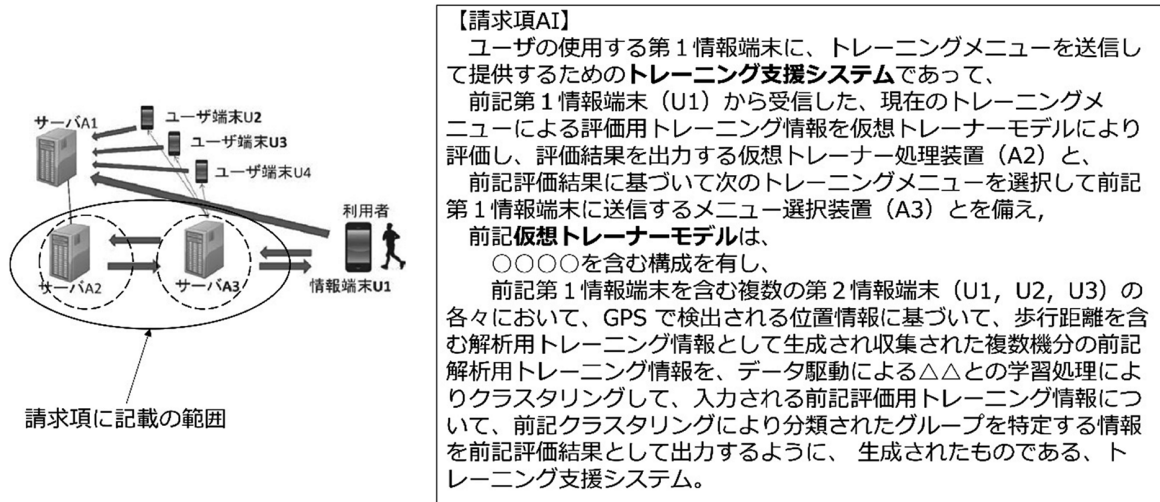 サーバA1
ユーザ端末U2
ユーザ端末U3
ユーザ端末U4
利用者
サーバA2
サーバA3
情報端末U1
請求項に記載の範囲
【請求項AI】
ユーザの使用する第１情報端末に、トレーニングメニューを送信し
て提供するためのトレーニング支援システムであって、
前記第１情報端末（U1）から受信した、現在のトレーニングメ
ニューによる評価用トレーニング情報を仮想トレーナーモデルにより
評価し、評価結果を出力する仮想トレーナー処理装置（A2）と、
前記評価結果に基づいて次のトレーニングメニューを選択して前記
第１情報端末に送信するメニュー選択装置（A3）とを備え,
前記仮想トレーナーモデルは、
○○○○を含む構成を有し、
前記第１情報端末を含む複数の第２情報端末（U1，U2，U3）の
各々において、GPS で検出される位置情報に基づいて、歩行距離を含
む解析用トレーニング情報として生成され収集された複数機分の前記
解析用トレーニング情報を、データ駆動による△△との学習処理によ
りクラスタリングして、入力される前記評価用トレーニング情報につ
いて、前記クラスタリングにより分類されたグループを特定する情報
を前記評価結果として出力するように、 生成されたものである、ト
レーニング支援システム。